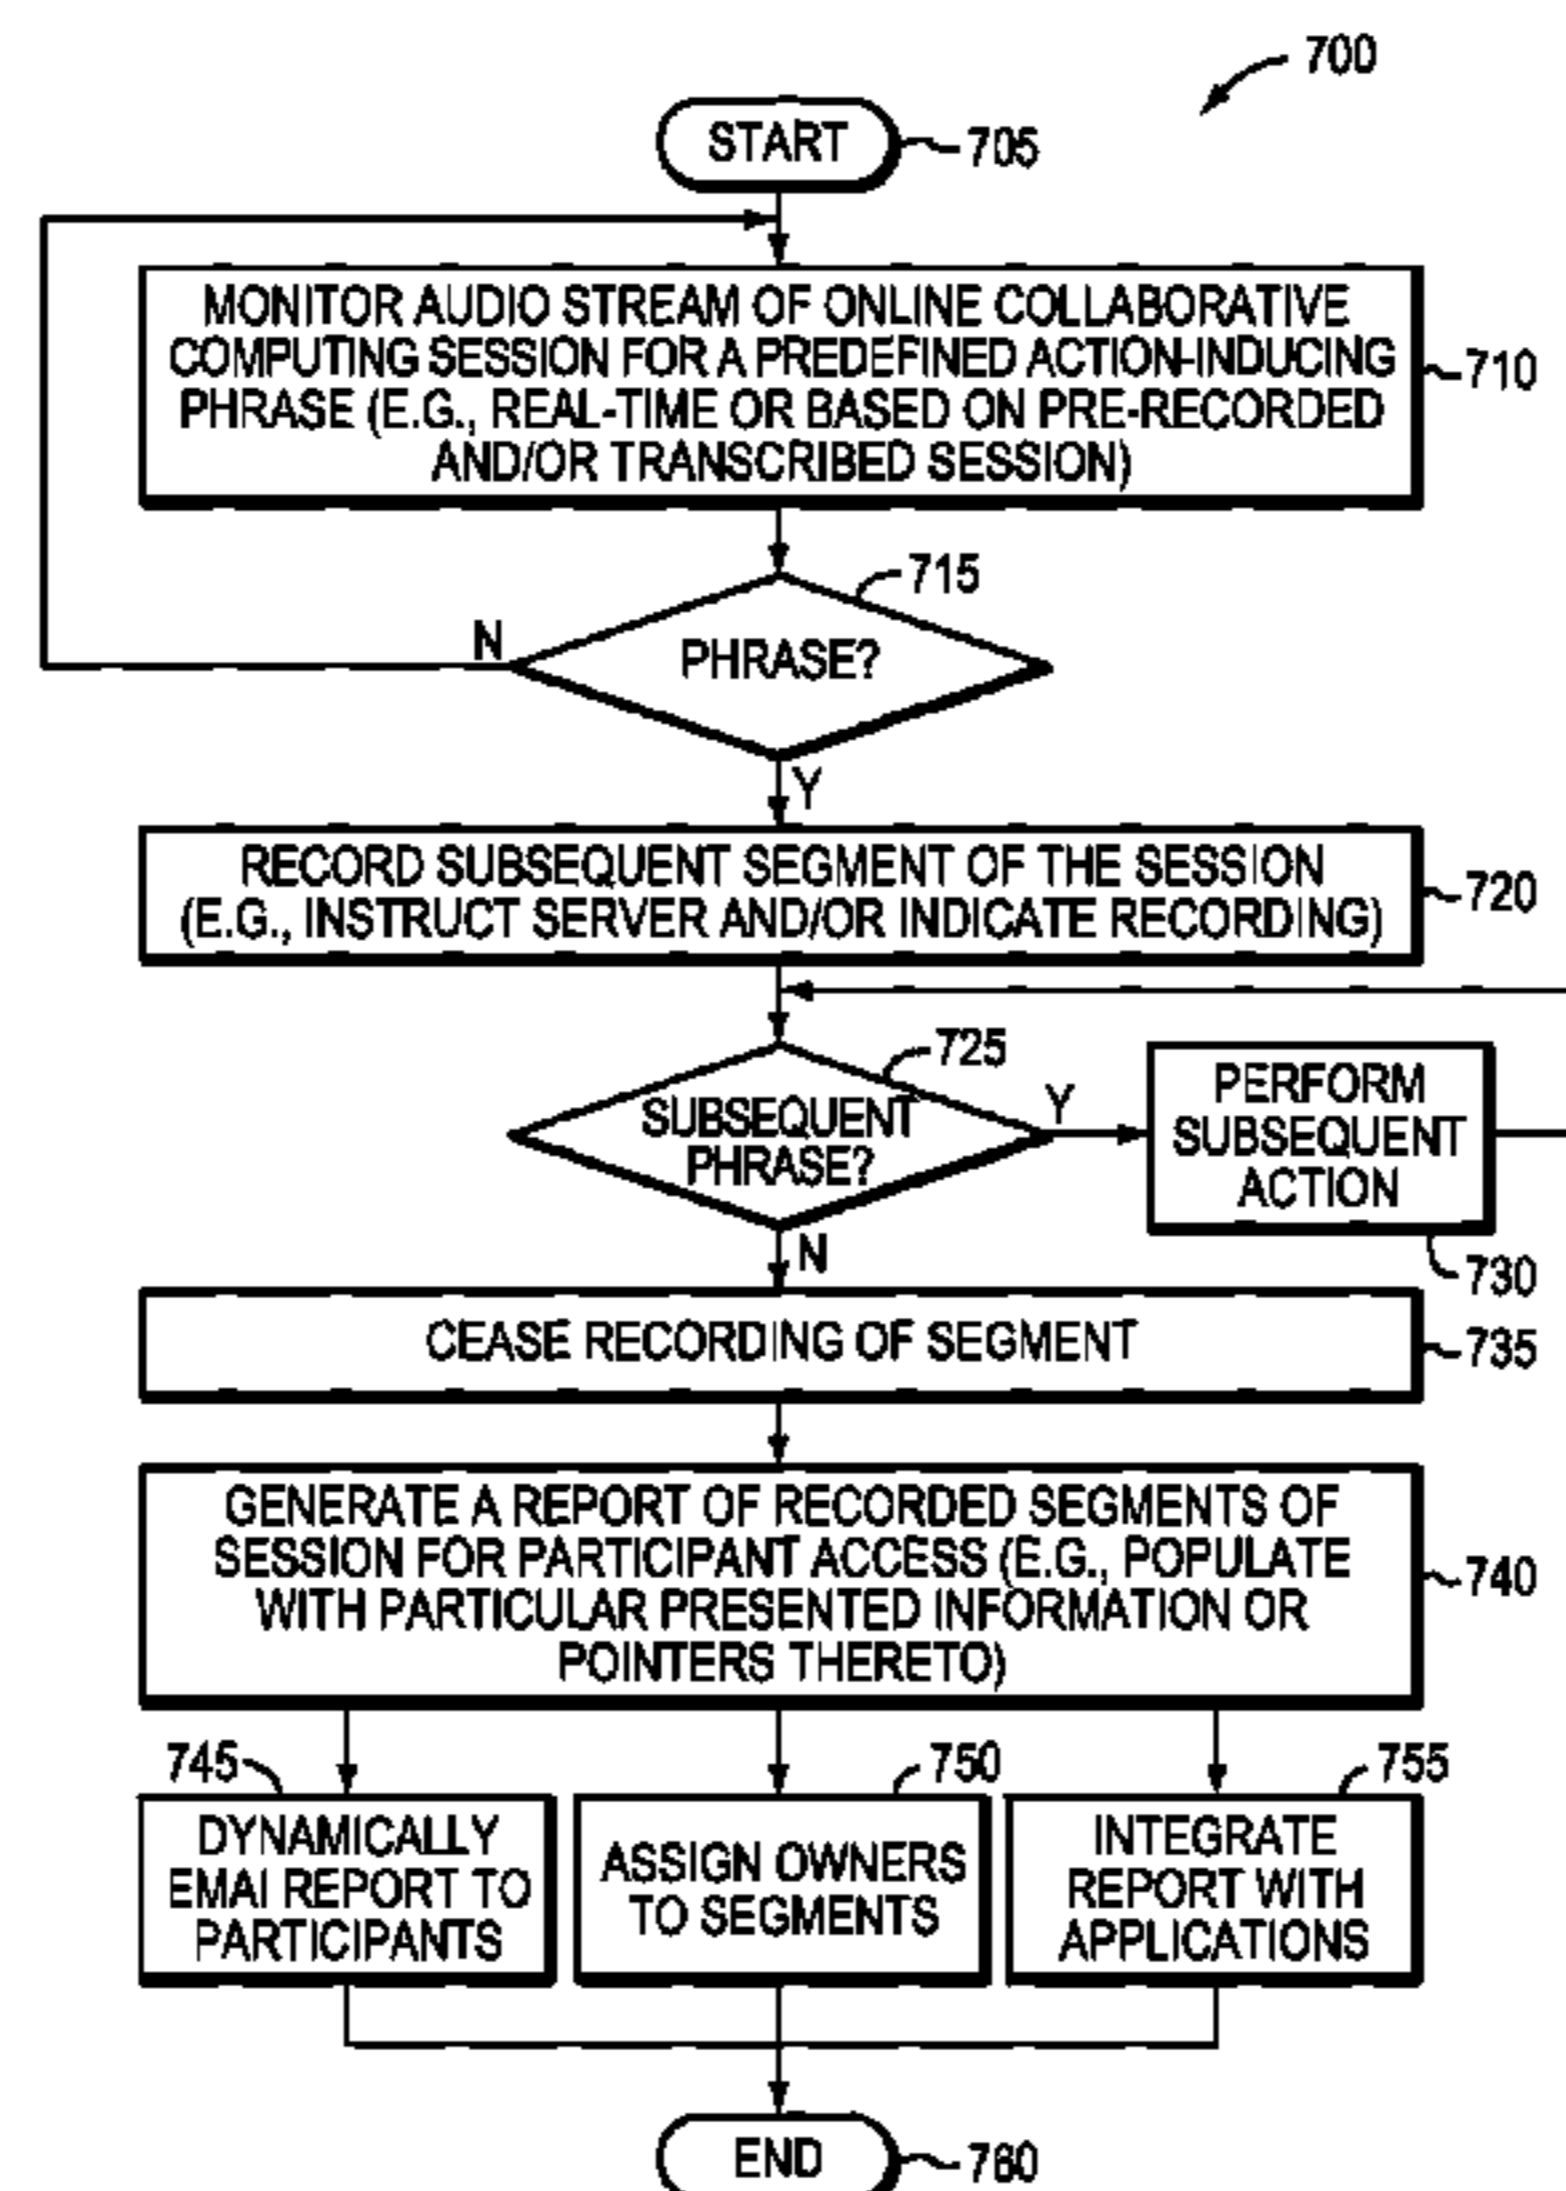 700
START
705
MONITOR AUDIO STREAM OF ONLINE COLLABORATIVE
COMPUTING SESSION FOR A PREDEFINED ACTION-INDUCING
PHRASE (E.G., REAL-TIME OR BASED ON PRE-RECORDED
AND/OR TRANSCRIBED SESSION)
710
715
PHRASE?
N
Y
RECORD SUBSEQUENT SEGMENT OF THE SESSION
(E.G., INSTRUCT SERVER AND/OR INDICATE RECORDING)
720
725
SUBSEQUENT
PHRASE?
Y
PERFORM
SUBSEQUENT
ACTION
730
N
CEASE RECORDING OF SEGMENT
735
GENERATE A REPORT OF RECORDED SEGMENTS OF
SESSION FOR PARTICIPANT ACCESS (E.G., POPULATE
WITH PARTICULAR PRESENTED INFORMATION OR
POINTERS THERETO)
740
745
DYNAMICALLY
EMAI REPORT TO
PARTICIPANTS
750
ASSIGN OWNERS
TO SEGMENTS
755
INTEGRATE
REPORT WITH
APPLICATIONS
END
760